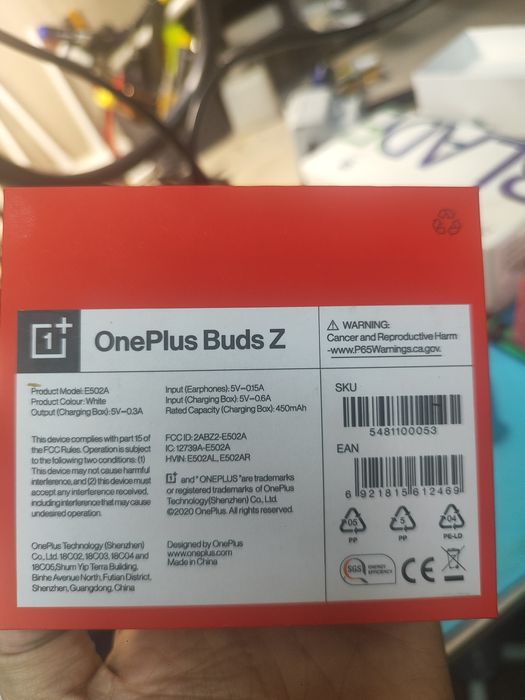 BLADE
1+
OnePlus Buds Z
WARNING:
Cancer and Reproductive Harm
-www.P65Warnings.ca.gov.
Product Model: E502A
Product Colour: White
Output (Charging Box): 5V⎓0.3A
Input (Earphones): 5V⎓0.15A
Input (Charging Box): 5V⎓0.6A
Rated Capacity (Charging Box): 450mAh
This device complies with part 15 of
the FCC Rules. Operation is subject
to the following two conditions: (1)
This device may not cause harmful
interference, and (2) this device must
accept any interference received,
including interference that may cause
undesired operation.
FCC ID: 2ABZ2-E502A
IC: 12739A-E502A
HVIN: E502AL, E502AR
1+ and "ONEPLUS "are trademarks
or registered trademarks of OnePlus
Technology(Shenzhen) Co., Ltd.
©2020 OnePlus. All rights reserved.
OnePlus Technology (Shenzhen)
Co., Ltd. 18C02, 18C03, 18C04 and
18C05,Shum Yip Terra Building,
Binhe Avenue North, Futian District,
Shenzhen, Guangdong, China
Designed by OnePlus
www.oneplus.com
Made in China
SKU
5481100053
EAN
6 921815 612469
05
PP
5
PP
04
PE-LD
SGS ENERGY
EFFICIENCY
CE